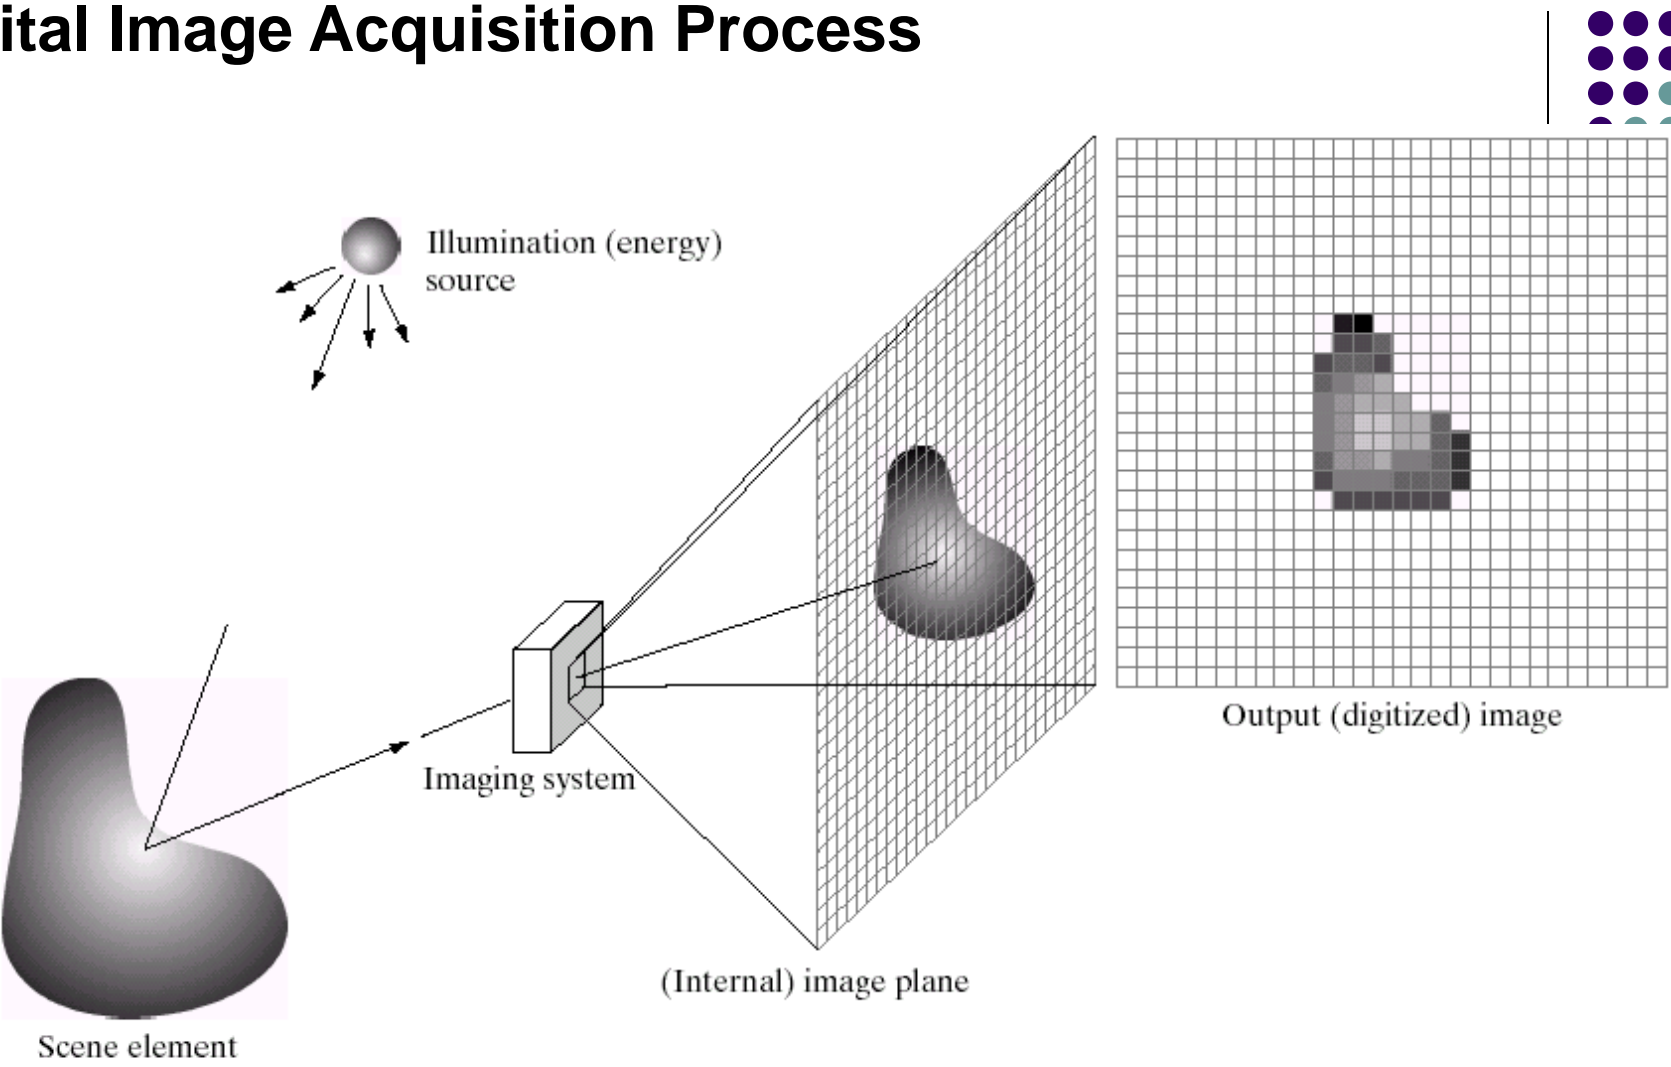 ital Image Acquisition Process
Illumination (energy)
source
Imaging system
Output (digitized) image
(Internal) image plane
Scene element